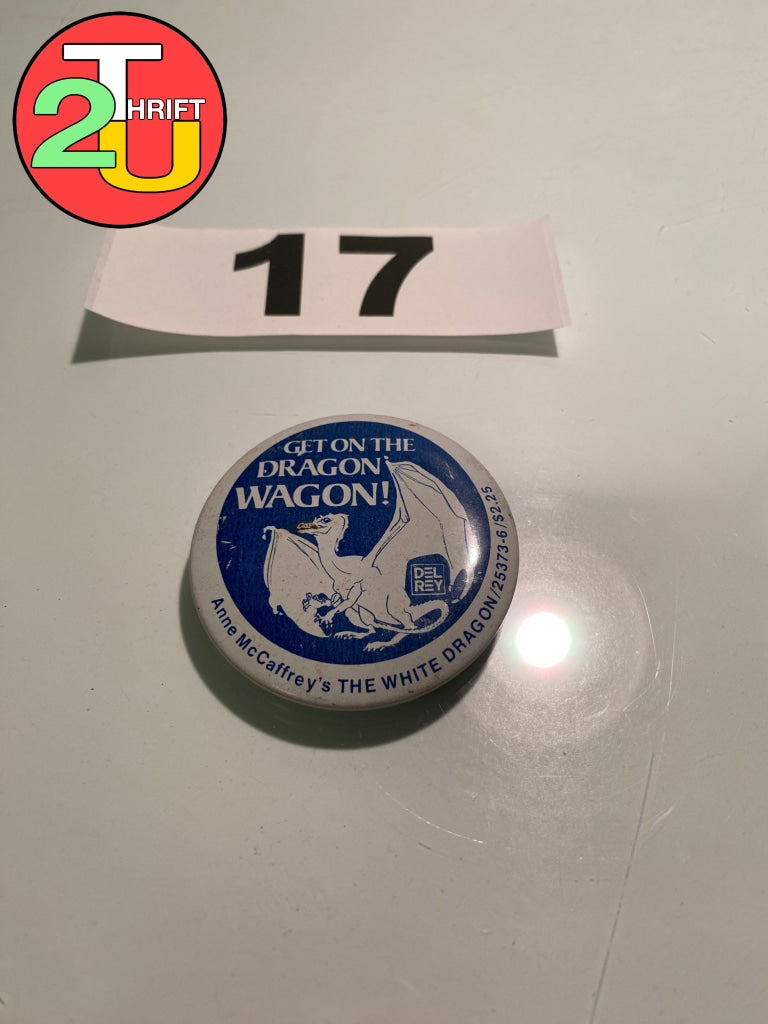 2
T
HRIFT
U
17
GET ON THE
DRAGON
WAGON!
DEL
REY
Anne McCaffrey's THE WHITE DRAGON/25373-6/$2.25